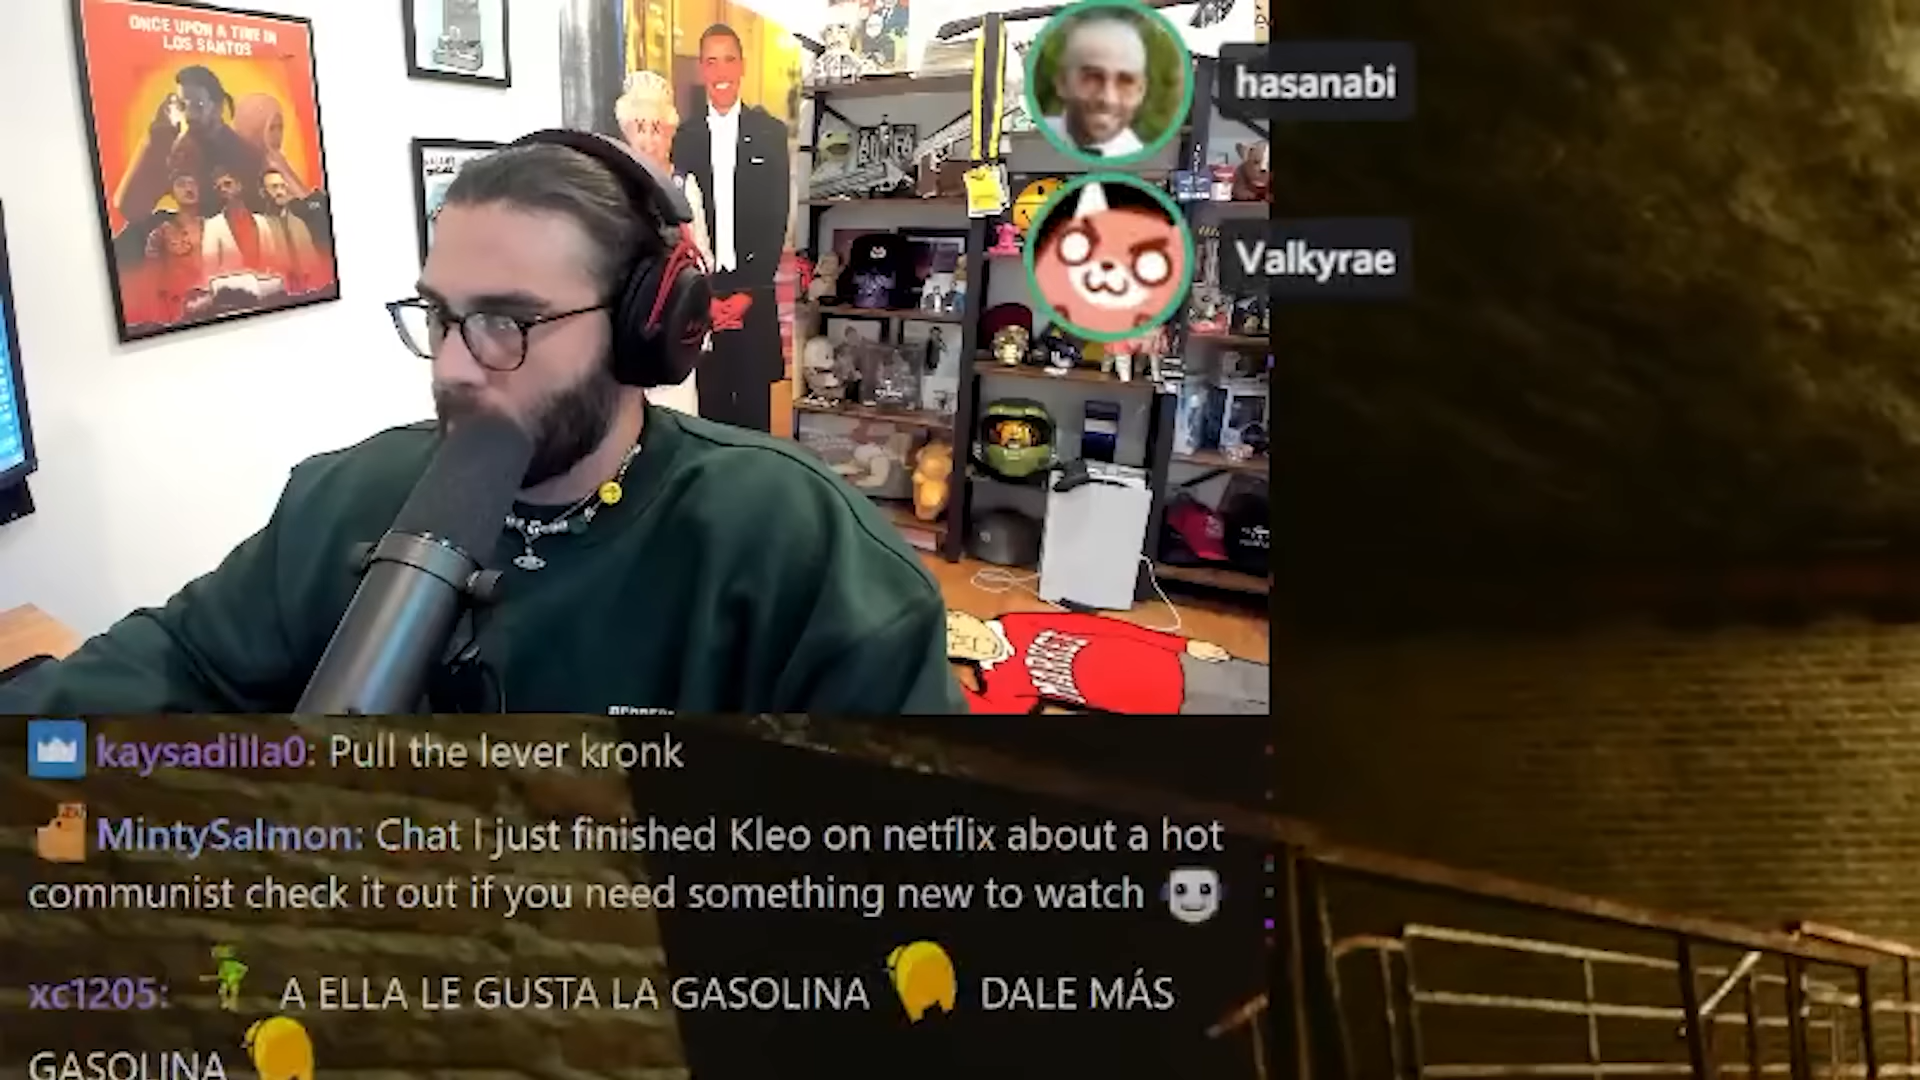 ONCE UPON A TIME IN
LOS SANTOS
hasanabi
Valkyrae
MARKET
kaysadilla0: Pull the lever kronk
MintySalmon: Chat I just finished Kleo on netflix about a hot
communist check it out if you need something new to watch
xc1205: A ELLA LE GUSTA LA GASOLINA DALE MÁS
GASOLINA